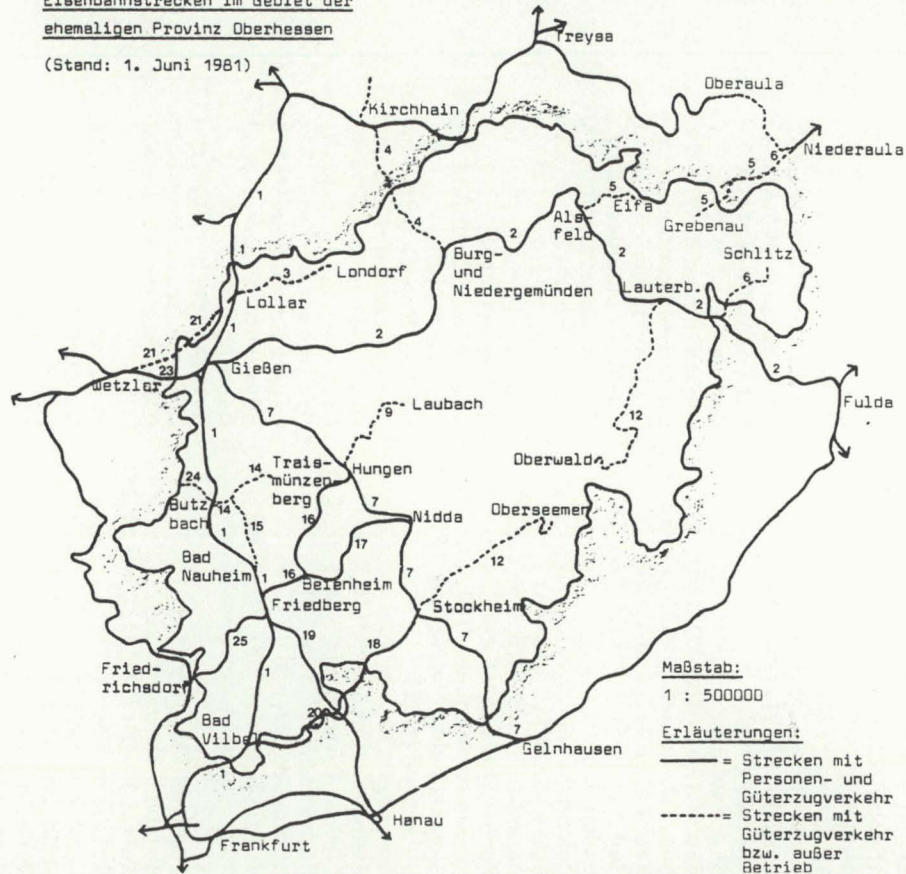 Eisenbahnstrecken im Gebiet der
ehemaligen Provinz Oberhessen
(Stand: 1. Juni 1981)
Treysa
Oberaula
Kirchhain
4
6
Niederaula
5
1
5
Eifa
5
Grebenau
4
Als-
feld
2
Burg-
und
Niedergemünden
Schlitz
6
1
3
Londorf
2
Lauterb.
2
Lollar
21
1
2
21
23
Wetzlar
Gießen
2
Fulda
7
9
Laubach
12
1
Oberwald
14
Trais-
münzen-
berg
Hungen
24
Butz-
bach
14
15
16
7
Oberseemen
Nidda
1
17
12
Bad
Nauheim
1
16
Beienheim
7
Friedberg
Stockheim
25
19
18
7
Fried-
richsdorf
1
Bad
Vilbel
20
7
Gelnhausen
1
Hanau
Frankfurt
Maßstab:
1 : 500000
Erläuterungen:
= Strecken mit
Personen- und
Güterzugverkehr
= Strecken mit
Güterzugverkehr
bzw. außer
Betrieb